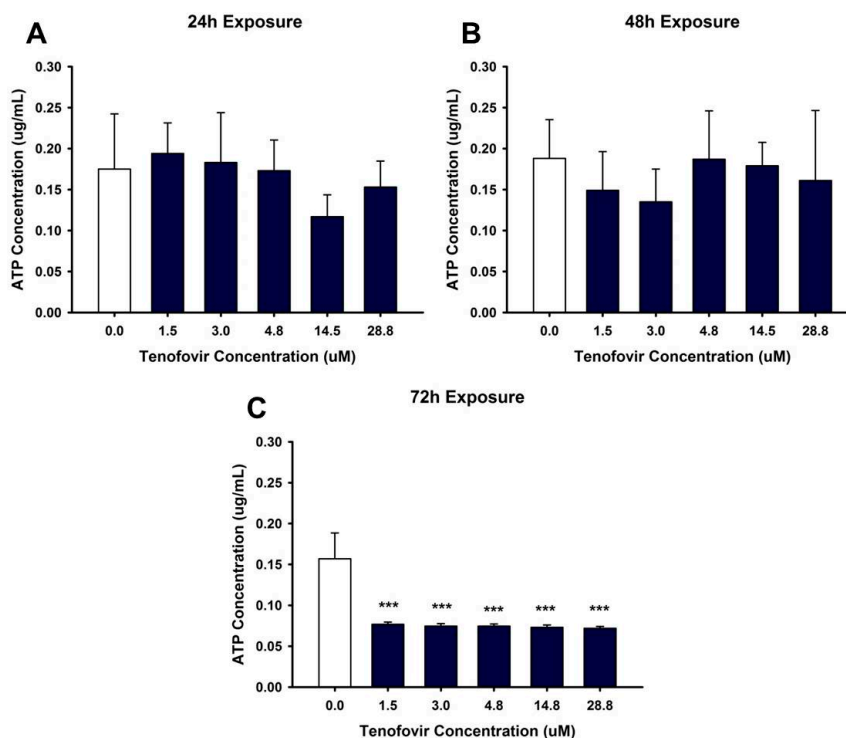 A
24h Exposure
0.30
0.25
0.20
0.15
0.10
0.05
0.00
ATP Concentration (ug/mL)
0.0 1.5 3.0 4.8 14.5 28.8
Tenofovir Concentration (uM)
B
48h Exposure
0.30
0.25
0.20
0.15
0.10
0.05
0.00
ATP Concentration (ug/mL)
0.0 1.5 3.0 4.8 14.5 28.8
Tenofovir Concentration (uM)
C
72h Exposure
0.30
0.25
0.20
0.15
0.10
0.05
0.00
ATP Concentration (ug/mL)
*** *** *** *** ***
0.0 1.5 3.0 4.8 14.8 28.8
Tenofovir Concentration (uM)